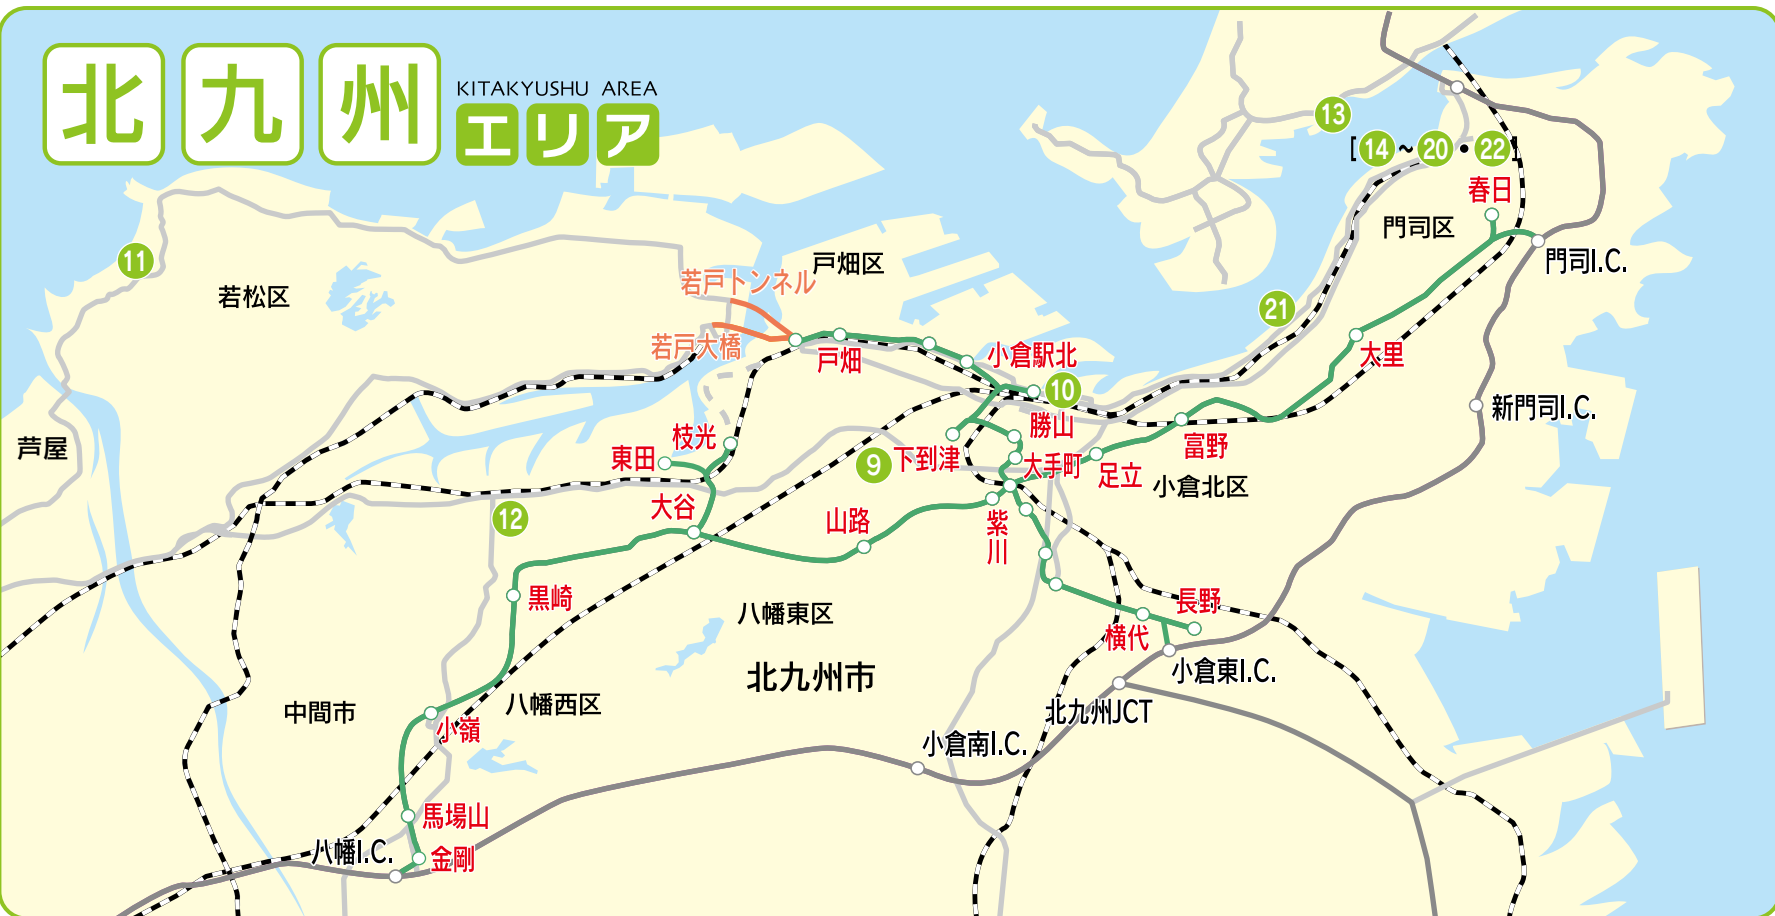 北九州
KITAKYUSHU AREA
エリア
13
[14~20・22]
春日
門司区
門司I.C.
11
若松区
戸畑区
若戸トンネル
21
若戸大橋
戸畑
小倉駅北
大里
10
新門司I.C.
芦屋
枝光
東田
9
下到津
勝山
大手町
富野
足立
小倉北区
大谷
12
山路
紫川
黒崎
八幡東区
長野
横代
北九州市
小倉東I.C.
中間市
八幡西区
小嶺
北九州JCT
小倉南I.C.
馬場山
八幡I.C.
金剛